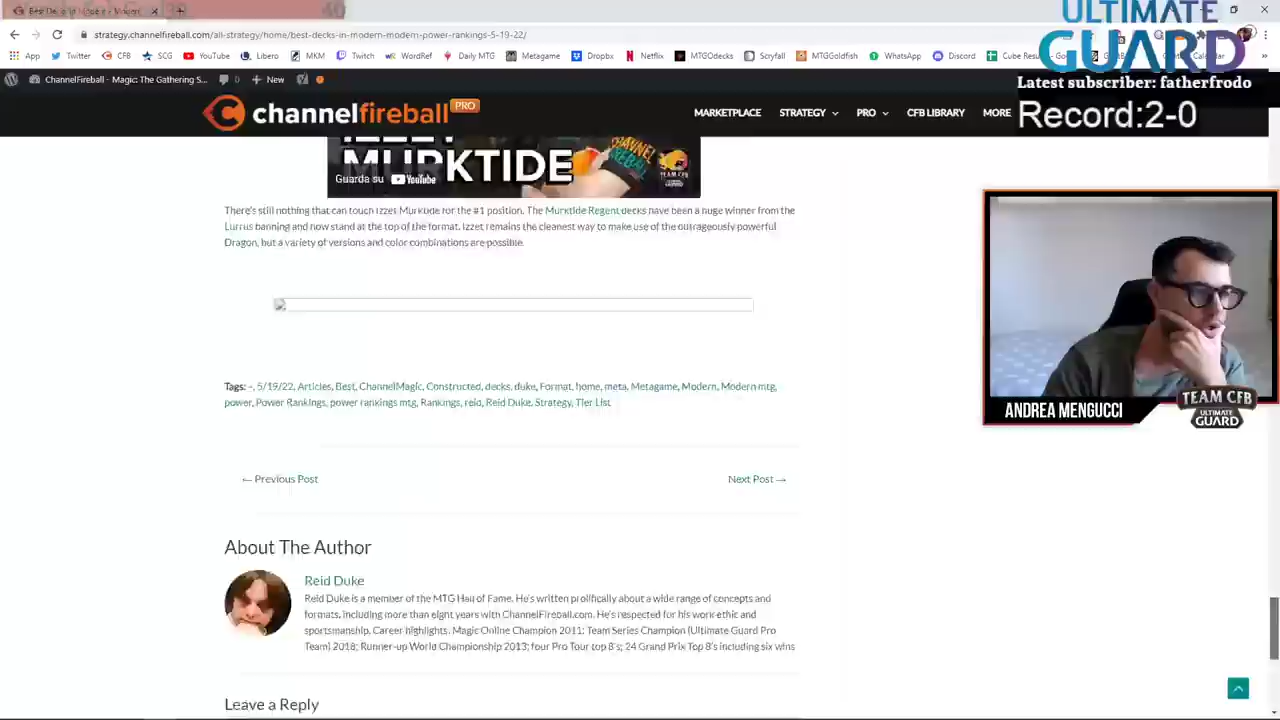 Best Decks in Modern - Modern
40
ULTIMATE
GUARD
strategy.channelfireball.com/all-strategy/home/best-decks-in-modern-modern-power-rankings-5-19-22/
App Twitter CFB SCG YouTube Libero MKM Twitch WordRef Daily MTG Metagame Dropbox Netflix MTGOdecks Scryfall MTGGoldfish WhatsApp Discord
ChannelFireball - Magic: The Gathering S... 0 + New
Latest subscriber: fatherfrodo
channelfireball PRO
MARKETPLACE STRATEGY PRO CFB LIBRARY MORE
Record:2-0
MURKTIDE
Guarda su YouTube
CHANNEL
FIREBALL
TEAM CFB
There's still nothing that can touch Izzet Murktide for the #1 position. The Murktide Regent decks have been a huge winner from the
Lurrus banning and now stand at the top of the format. Izzet remains the cleanest way to make use of the outrageously powerful
Dragon, but a variety of versions and color combinations are possible.
Tags: -, 5/19/22, Articles, Best, ChannelMagic, Constructed, decks, duke, Format, home, meta, Metagame, Modern, Modern mtg,
power, Power Rankings, power rankings mtg, Rankings, reid, Reid Duke, Strategy, Tier List
ANDREA MENGUCCI
TEAM CFB
ULTIMATE
GUARD
← Previous Post
Next Post →
About The Author
Reid Duke
Reid Duke is a member of the MTG Hall of Fame. He's written prolifically about a wide range of concepts and
formats, including more than eight years with ChannelFireball.com. He's respected for his work ethic and
sportsmanship. Career highlights: Magic Online Champion 2011; Team Series Champion (Ultimate Guard Pro
Team) 2018; Runner-up World Championship 2013; four Pro Tour top 8's; 24 Grand Prix Top 8's including six wins
Leave a Reply